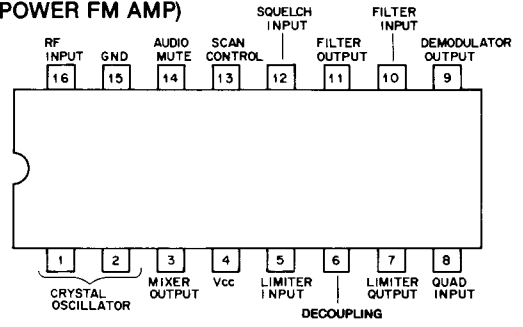 POWER FM AMP)
SQUELCH
INPUT
FILTER
INPUT
RF
INPUT
GND
AUDIO
MUTE
SCAN
CONTROL
FILTER
OUTPUT
DEMODULATOR
OUTPUT
16 15 14 13 12 11 10 9
1 2 3 4 5 6 7 8
CRYSTAL
OSCILLATOR
MIXER
OUTPUT
Vcc
LIMITER
INPUT
DECOUPLING
LIMITER
OUTPUT
QUAD
INPUT